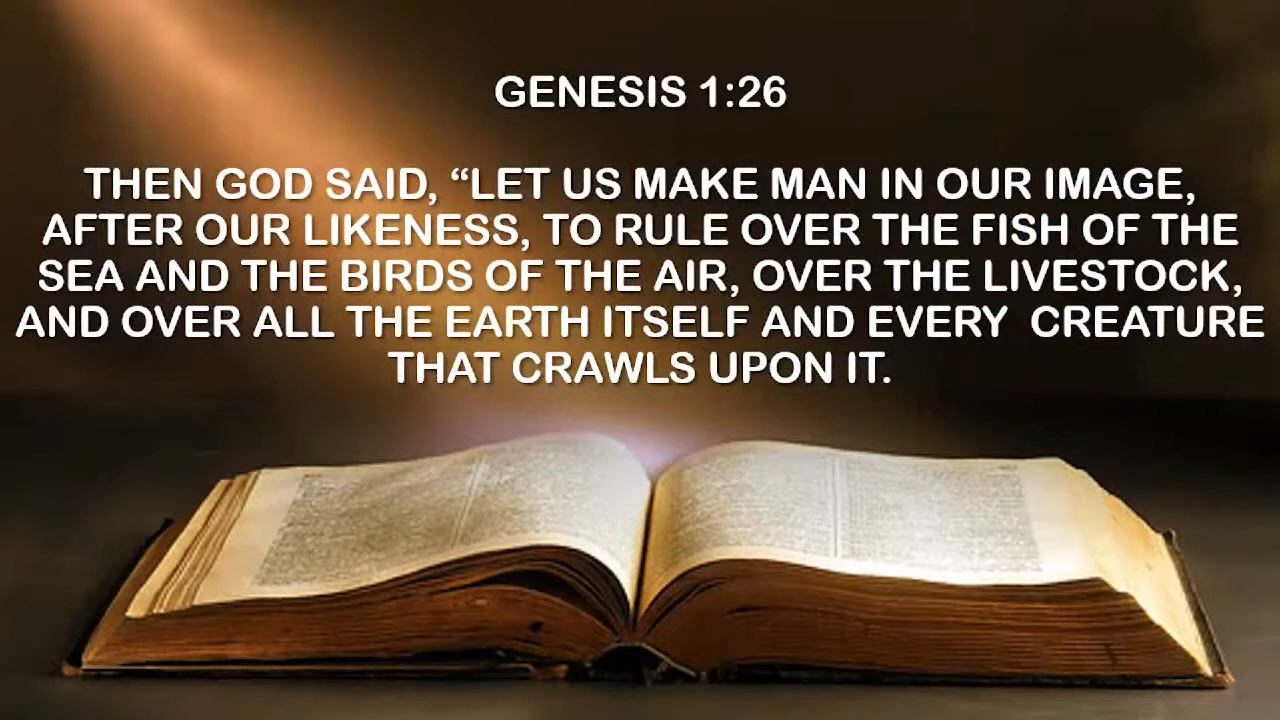 GENESIS 1:26
THEN GOD SAID, “LET US MAKE MAN IN OUR IMAGE,
AFTER OUR LIKENESS, TO RULE OVER THE FISH OF THE
SEA AND THE BIRDS OF THE AIR, OVER THE LIVESTOCK,
AND OVER ALL THE EARTH ITSELF AND EVERY  CREATURE
THAT CRAWLS UPON IT.